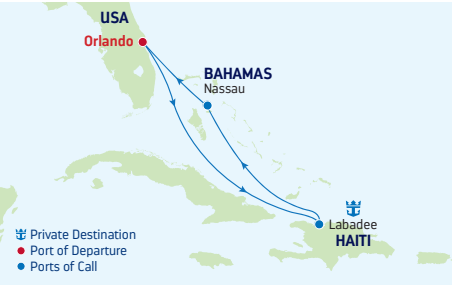 USA
Orlando
BAHAMAS
Nassau
Labadee
HAITI
Private Destination
Port of Departure
Ports of Call